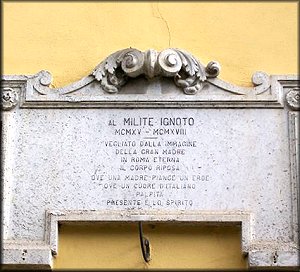 AL MILITE IGNOTO
MCMXV - MCMXVIII
VEGLIATO DALLA IMMAGINE
DELLA GRAN MADRE
IN ROMA ETERNA
IL CORPO RIPOSA
OVE UNA MADRE PIANGE UN EROE
OVE UN CUORE D'ITALIANO
PALPITA
PRESENTE È LO SPIRITO